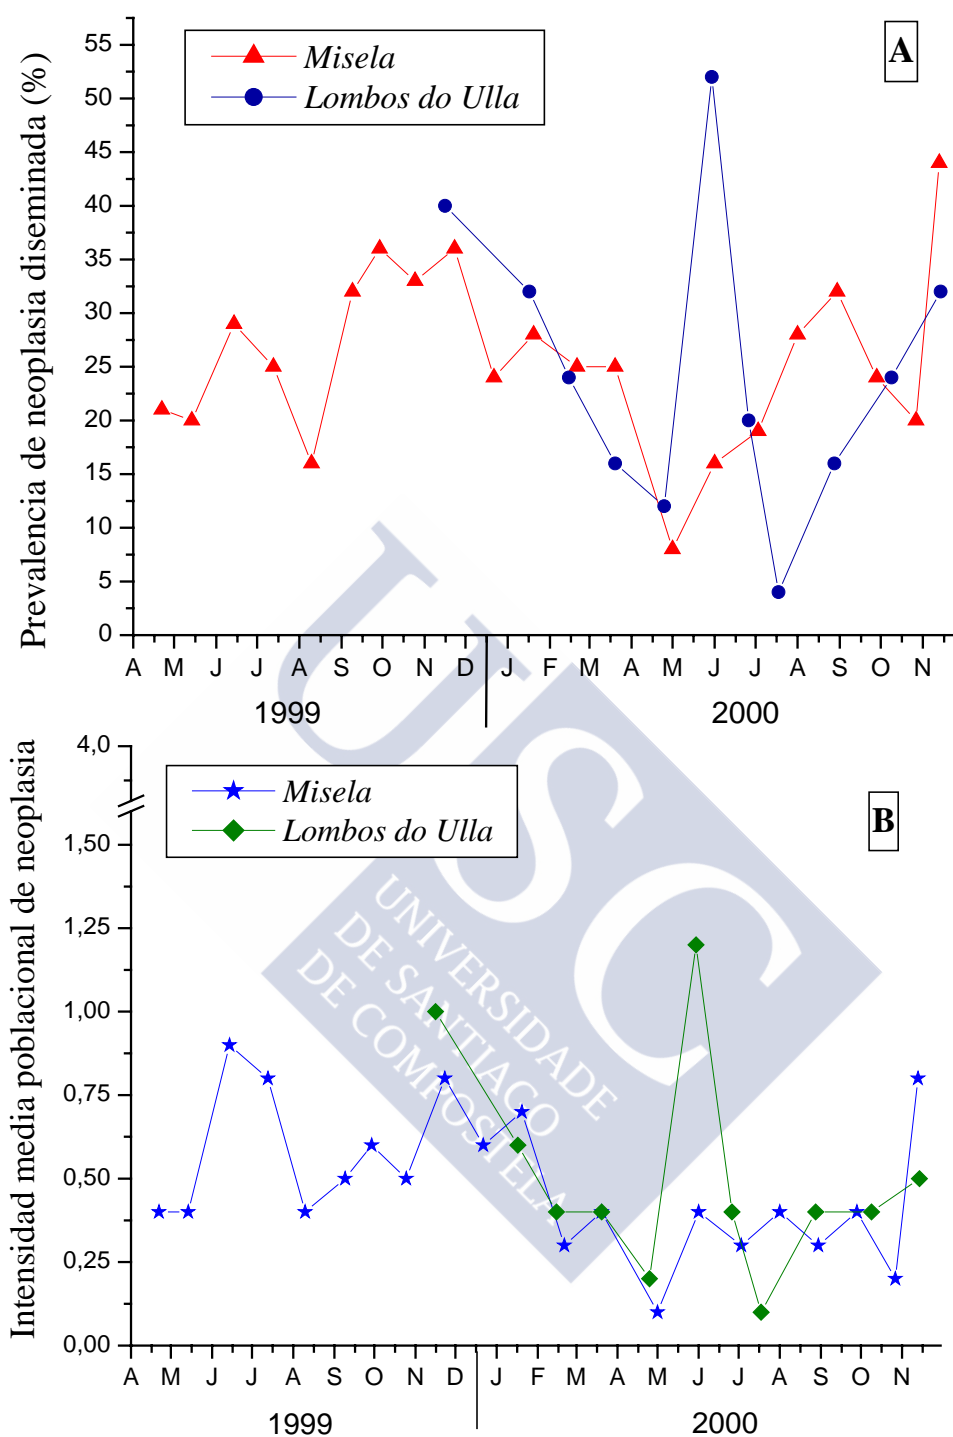 Prevalencia de neoplasia diseminada (%)
55
50
45
40
35
30
25
20
15
10
5
0
Misela
Lombos do Ulla
A
A M J J A S O N D J F M A M J J A S O N
1999 2000
USC
UNIVERSIDADE
DE SANTIAGO
DE COMPOSTELA
Intensidad media poblacional de neoplasia
4,0
1,50
1,25
1,00
0,75
0,50
0,25
0,00
Misela
Lombos do Ulla
B
A M J J A S O N D J F M A M J J A S O N
1999 2000